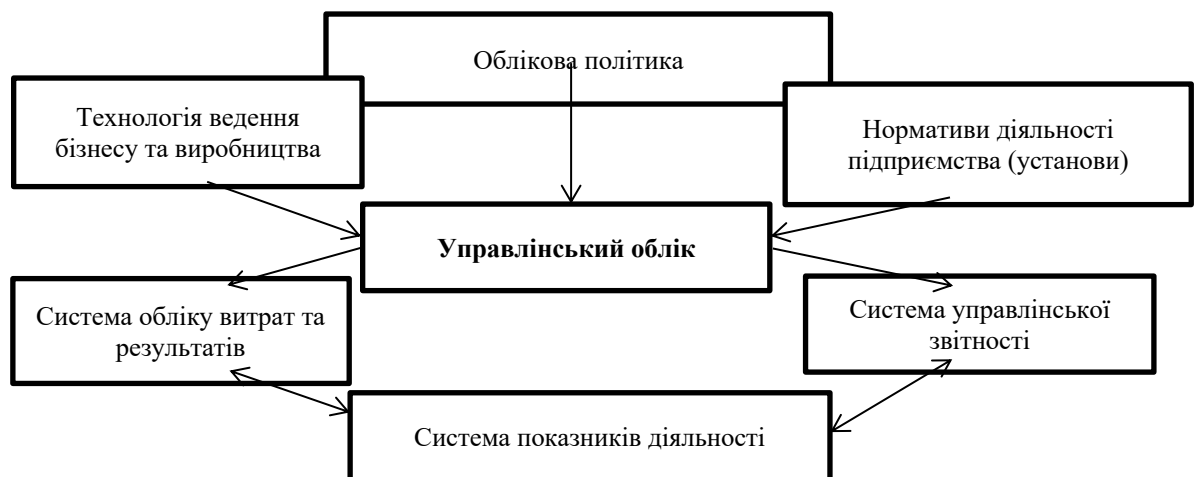 Облікова політика
Технологія ведення
бізнесу та виробництва
Нормативи діяльності
підприємства (установи)
Управлінський облік
Система обліку витрат та
результатів
Система управлінської
звітності
Система показників діяльності